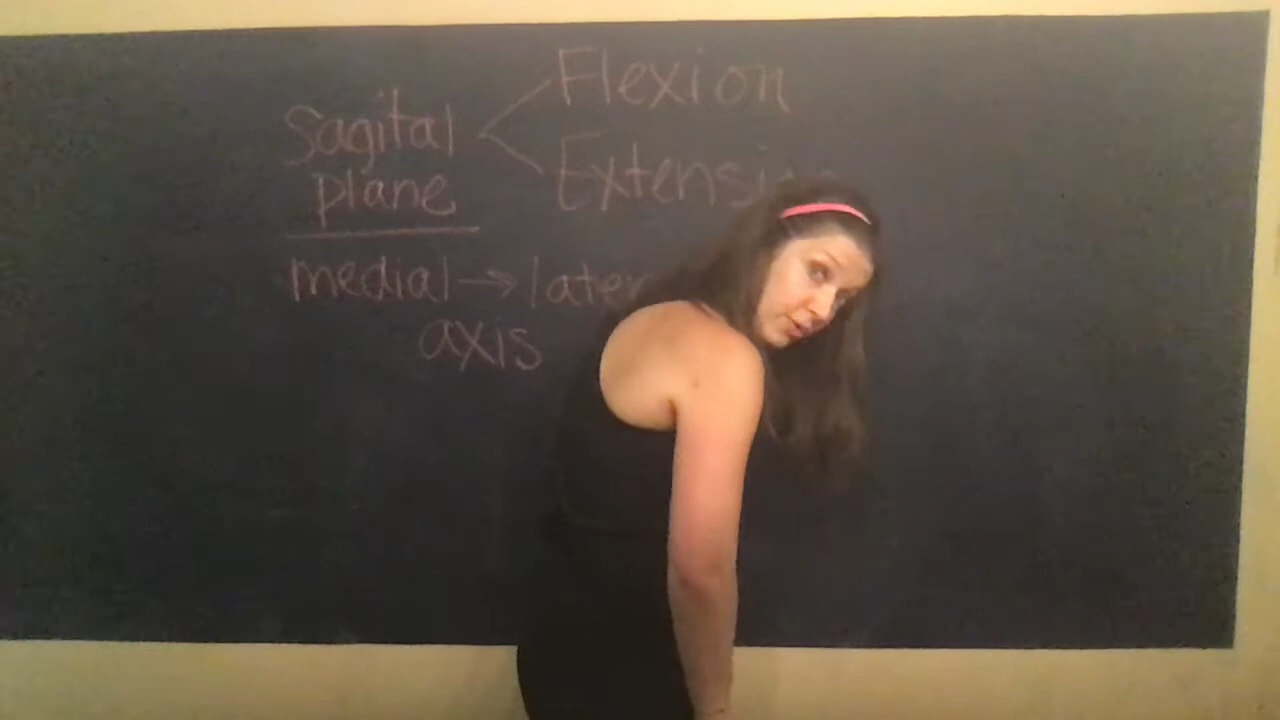 Sagital
plane
Flexion
Extensi
medial → later
axis